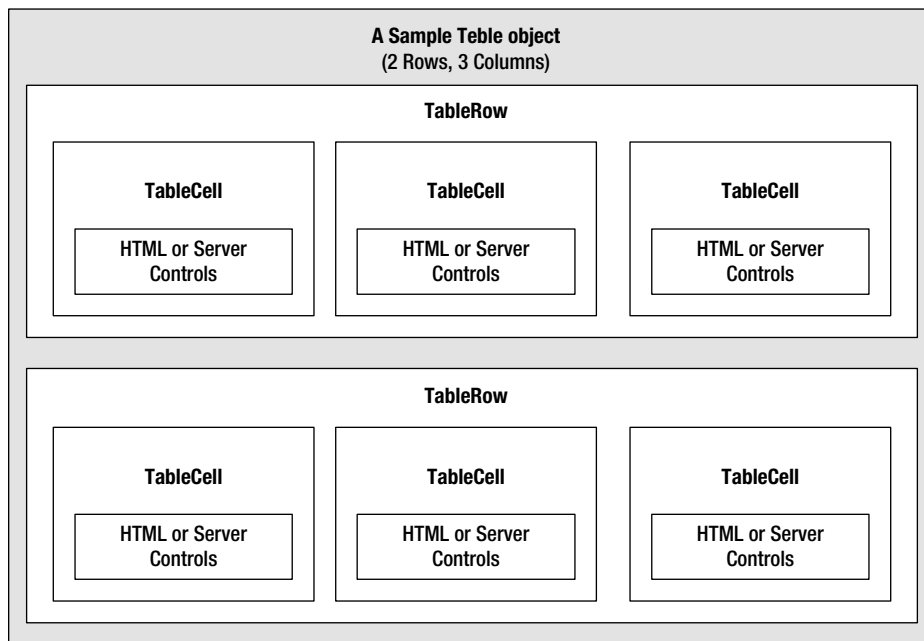 A Sample Teble object
(2 Rows, 3 Columns)
TableRow
TableCell
HTML or Server
Controls
TableCell
HTML or Server
Controls
TableCell
HTML or Server
Controls
TableRow
TableCell
HTML or Server
Controls
TableCell
HTML or Server
Controls
TableCell
HTML or Server
Controls